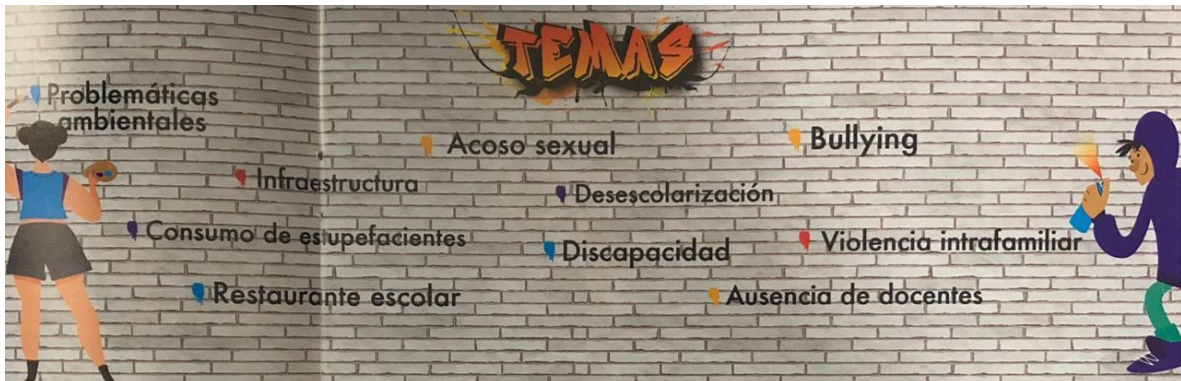 TEMAS
Problemáticas
ambientales
Acoso sexual
Bullying
Infraestructura
Desescolarización
Consumo de estupefacientes
Discapacidad
Violencia intrafamiliar
Restaurante escolar
Ausencia de docentes